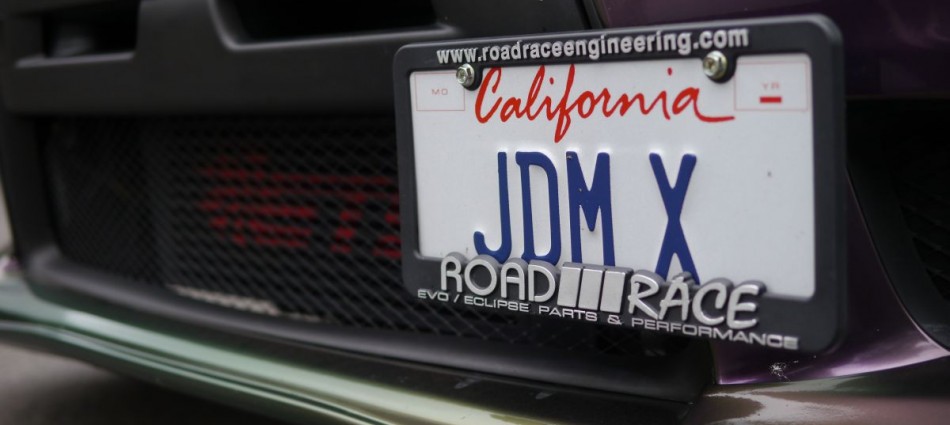 www.roadraceengineering.com
MO
California
YR
JDM X
ROAD RACE
EVO / ECLIPSE PARTS & PERFORMANCE